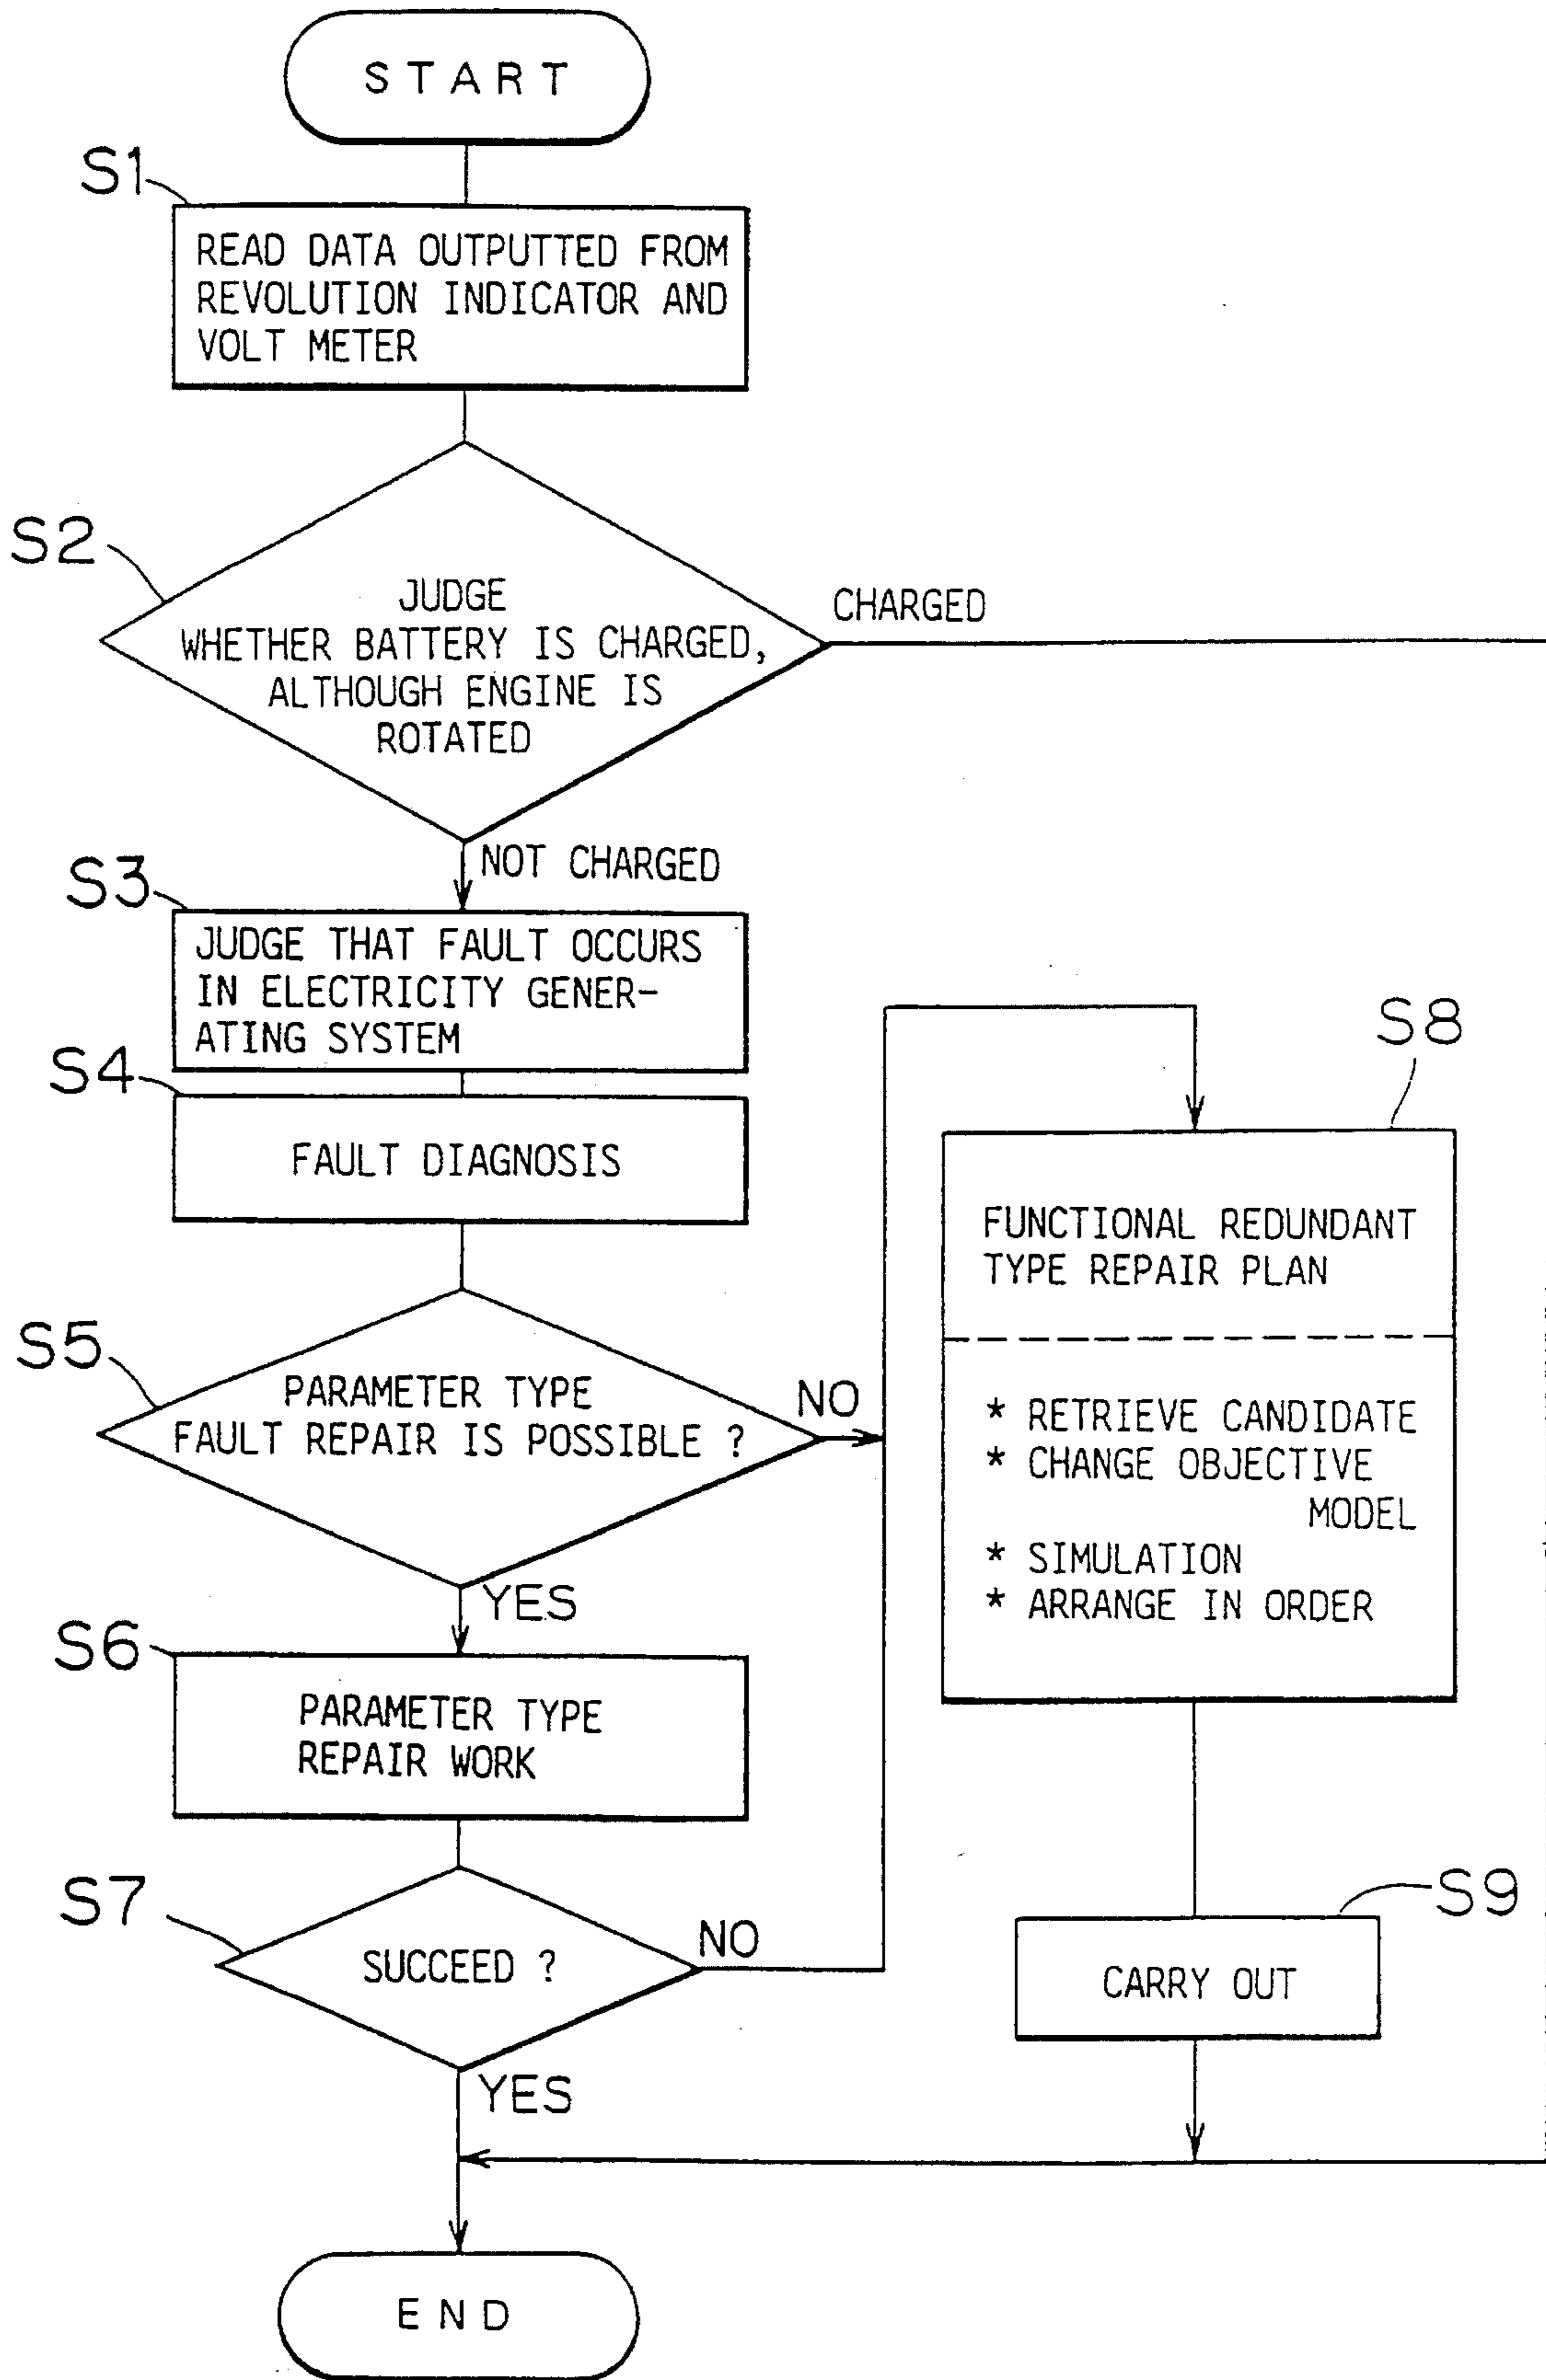 START
S1
READ DATA OUTPUTTED FROM
REVOLUTION INDICATOR AND
VOLT METER
S2
JUDGE
WHETHER BATTERY IS CHARGED,
ALTHOUGH ENGINE IS
ROTATED
CHARGED
NOT CHARGED
S3
JUDGE THAT FAULT OCCURS
IN ELECTRICITY GENER-
ATING SYSTEM
S4
FAULT DIAGNOSIS
S5
PARAMETER TYPE
FAULT REPAIR IS POSSIBLE ?
NO
YES
S6
PARAMETER TYPE
REPAIR WORK
S7
SUCCEED ?
NO
YES
S8
FUNCTIONAL REDUNDANT
TYPE REPAIR PLAN
* RETRIEVE CANDIDATE
* CHANGE OBJECTIVE
MODEL
* SIMULATION
* ARRANGE IN ORDER
S9
CARRY OUT
END